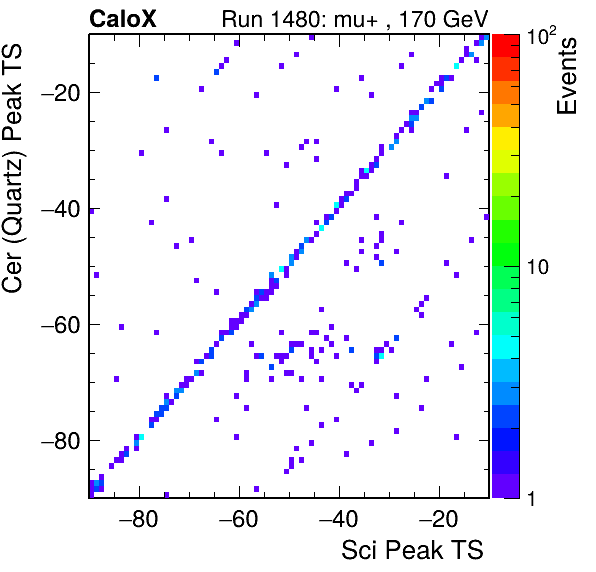 CaloX Run 1480: mu+ , 170 GeV
Cer (Quartz) Peak TS
−20
−40
−60
−80
−80 −60 −40 −20
Sci Peak TS
10²
10
1
Events